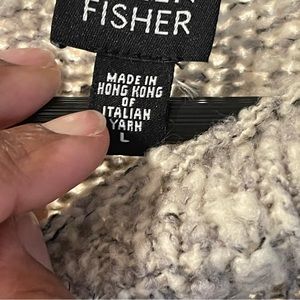 FISHER
MADE IN
HONG KONG
OF
ITALIAN
YARN
L